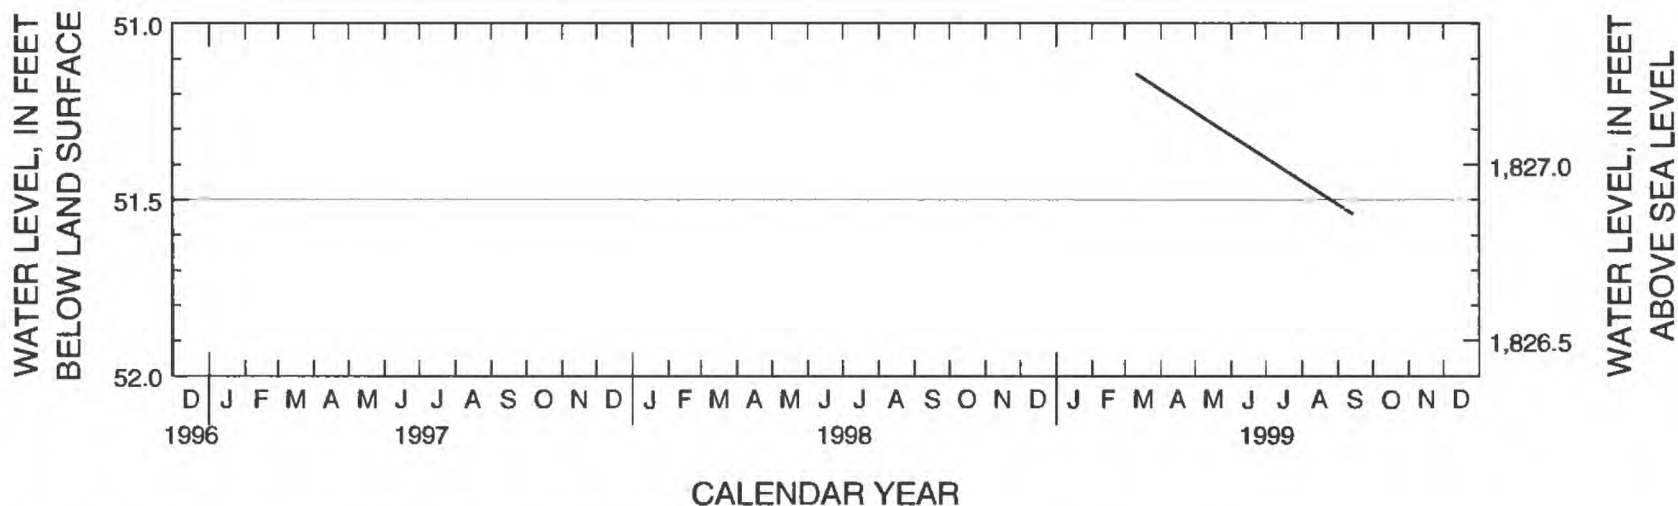 WATER LEVEL, IN FEET
BELOW LAND SURFACE
51.0
51.5
52.0
1,827.0
1,826.5
WATER LEVEL, IN FEET
ABOVE SEA LEVEL
D J F M A M J J A S O N D J F M A M J J A S O N D J F M A M J J A S O N D
1996 1997 1998 1999
CALENDAR YEAR